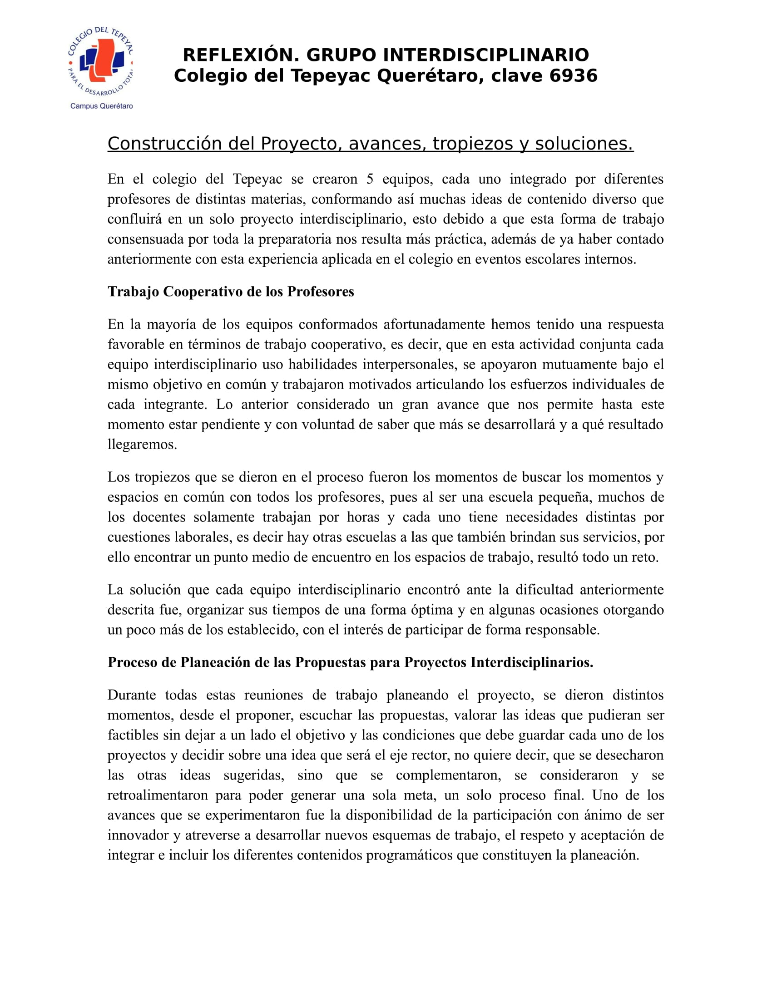 COLEGIO DEL TEPEYAC
PARA EL DESARROLLO TOTAL
Campus Querétaro
REFLEXIÓN. GRUPO INTERDISCIPLINARIO
Colegio del Tepeyac Querétaro, clave 6936
Construcción del Proyecto, avances, tropiezos y soluciones.
En el colegio del Tepeyac se crearon 5 equipos, cada uno integrado por diferentes
profesores de distintas materias, conformando así muchas ideas de contenido diverso que
confluirá en un solo proyecto interdisciplinario, esto debido a que esta forma de trabajo
consensuada por toda la preparatoria nos resulta más práctica, además de ya haber contado
anteriormente con esta experiencia aplicada en el colegio en eventos escolares internos.
Trabajo Cooperativo de los Profesores
En la mayoría de los equipos conformados afortunadamente hemos tenido una respuesta
favorable en términos de trabajo cooperativo, es decir, que en esta actividad conjunta cada
equipo interdisciplinario uso habilidades interpersonales, se apoyaron mutuamente bajo el
mismo objetivo en común y trabajaron motivados articulando los esfuerzos individuales de
cada integrante. Lo anterior considerado un gran avance que nos permite hasta este
momento estar pendiente y con voluntad de saber que más se desarrollará y a qué resultado
llegaremos.
Los tropiezos que se dieron en el proceso fueron los momentos de buscar los momentos y
espacios en común con todos los profesores, pues al ser una escuela pequeña, muchos de
los docentes solamente trabajan por horas y cada uno tiene necesidades distintas por
cuestiones laborales, es decir hay otras escuelas a las que también brindan sus servicios, por
ello encontrar un punto medio de encuentro en los espacios de trabajo, resultó todo un reto.
La solución que cada equipo interdisciplinario encontró ante la dificultad anteriormente
descrita fue, organizar sus tiempos de una forma óptima y en algunas ocasiones otorgando
un poco más de los establecido, con el interés de participar de forma responsable.
Proceso de Planeación de las Propuestas para Proyectos Interdisciplinarios.
Durante todas estas reuniones de trabajo planeando el proyecto, se dieron distintos
momentos, desde el proponer, escuchar las propuestas, valorar las ideas que pudieran ser
factibles sin dejar a un lado el objetivo y las condiciones que debe guardar cada uno de los
proyectos y decidir sobre una idea que será el eje rector, no quiere decir, que se desecharon
las otras ideas sugeridas, sino que se complementaron, se consideraron y se
retroalimentaron para poder generar una sola meta, un solo proceso final. Uno de los
avances que se experimentaron fue la disponibilidad de la participación con ánimo de ser
innovador y atreverse a desarrollar nuevos esquemas de trabajo, el respeto y aceptación de
integrar e incluir los diferentes contenidos programáticos que constituyen la planeación.